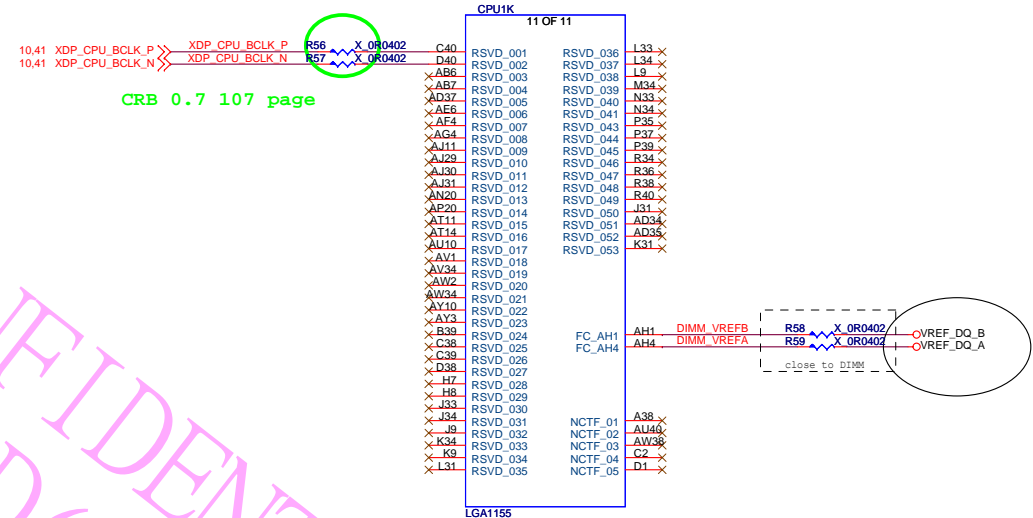 CPU1K
11 OF 11
10,41 XDP_CPU_BCLK_P XDP_CPU_BCLK_P R56 X_0R0402 C40 RSVD_001 RSVD_036 L33
10,41 XDP_CPU_BCLK_N XDP_CPU_BCLK_N R57 X_0R0402 D40 RSVD_002 RSVD_037 L34
AB6 RSVD_003 RSVD_038 L9
AB7 RSVD_004 RSVD_039 M34
CRB 0.7 107 page
AD37 RSVD_005 RSVD_040 N33
AE6 RSVD_006 RSVD_041 N34
AF4 RSVD_007 RSVD_043 P35
AG4 RSVD_008 RSVD_044 P37
AJ11 RSVD_009 RSVD_045 P39
AJ29 RSVD_010 RSVD_046 R34
AJ30 RSVD_011 RSVD_047 R36
AJ31 RSVD_012 RSVD_048 R38
AN20 RSVD_013 RSVD_049 R40
AP20 RSVD_014 RSVD_050 J31
AT11 RSVD_015 RSVD_051 AD34
AT14 RSVD_016 RSVD_052 AD35
AU10 RSVD_017 RSVD_053 K31
AV1 RSVD_018
AV34 RSVD_019
AW2 RSVD_020
AW34 RSVD_021
AY10 RSVD_022
AY3 RSVD_023
B39 RSVD_024 FC_AH1 AH1 DIMM_VREFB R58 X_0R0402 VREF_DQ_B
C38 RSVD_025 FC_AH4 AH4 DIMM_VREFA R59 X_0R0402 VREF_DQ_A
C39 RSVD_026
close to DIMM
D38 RSVD_027
H7 RSVD_028
H8 RSVD_029
J33 RSVD_030
J34 RSVD_031 NCTF_01 A38
J9 RSVD_032 NCTF_02 AU40
K34 RSVD_033 NCTF_03 AW38
K9 RSVD_034 NCTF_04 C2
L31 RSVD_035 NCTF_05 D1
LGA1155